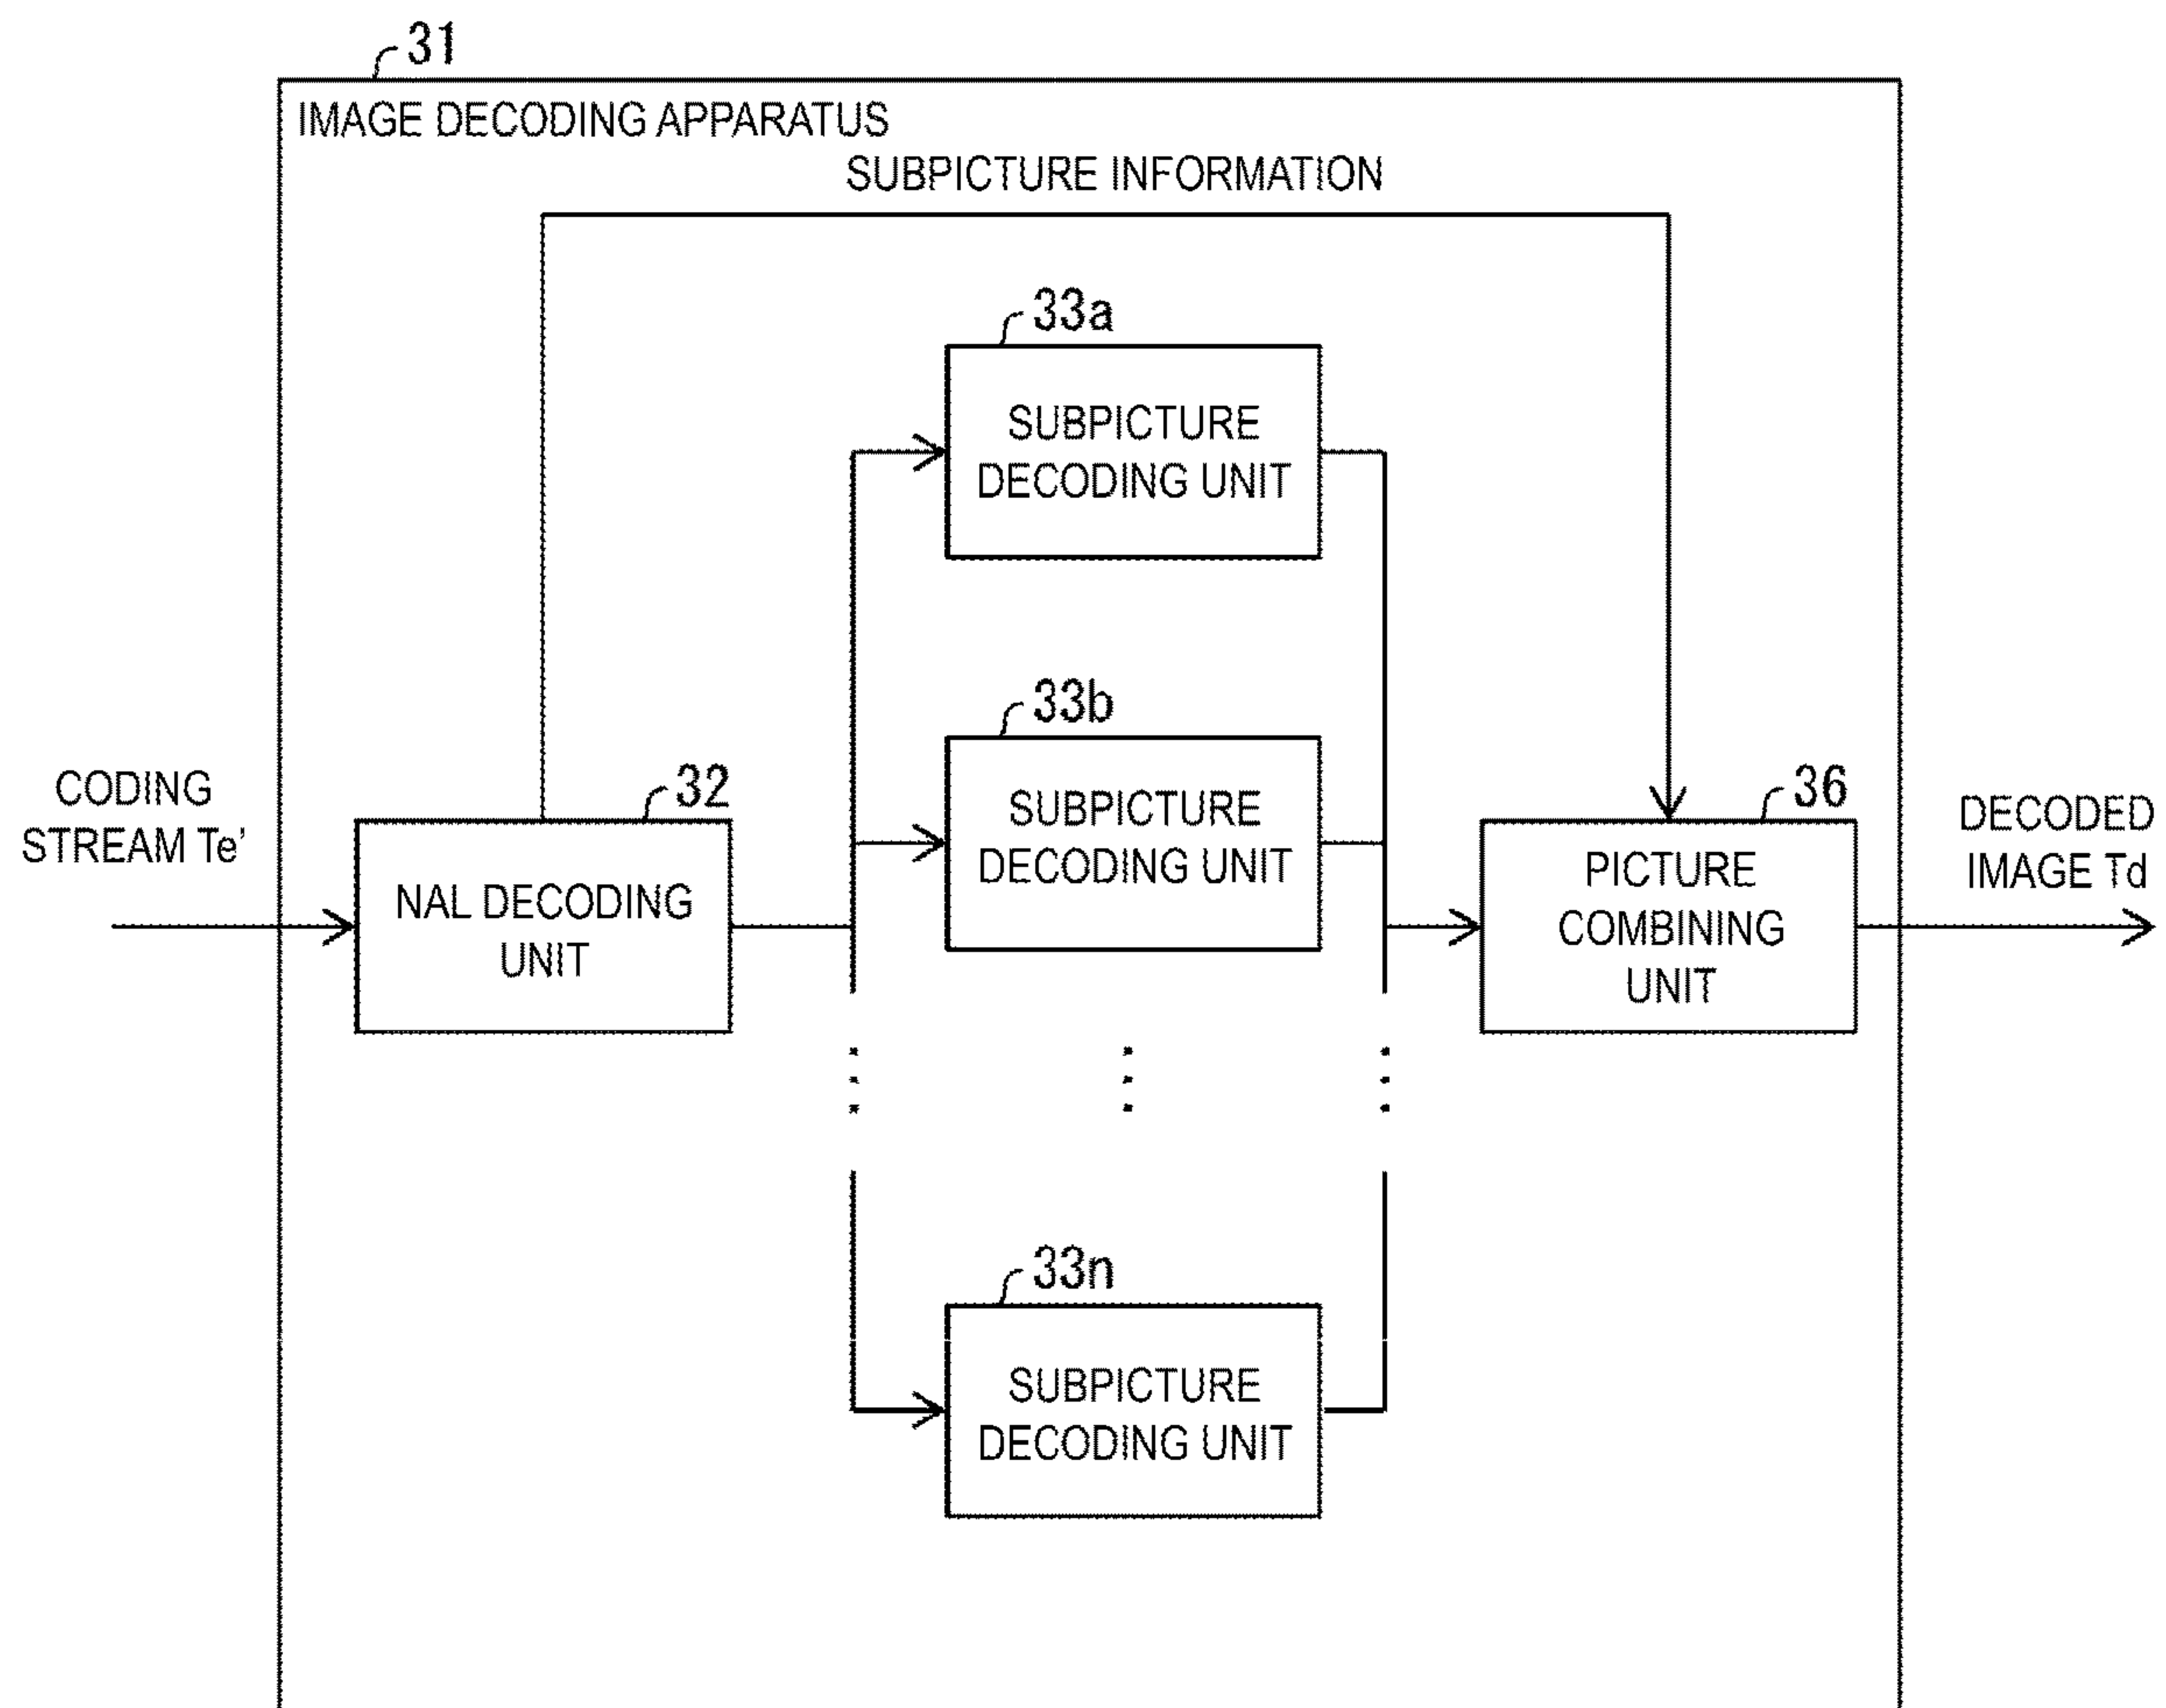 31
IMAGE DECODING APPARATUS
SUBPICTURE INFORMATION
33a
SUBPICTURE
DECODING UNIT
33b
SUBPICTURE
DECODING UNIT
CODING
STREAM Te’
32
NAL DECODING
UNIT
36
PICTURE
COMBINING
UNIT
DECODED
IMAGE Td
33n
SUBPICTURE
DECODING UNIT